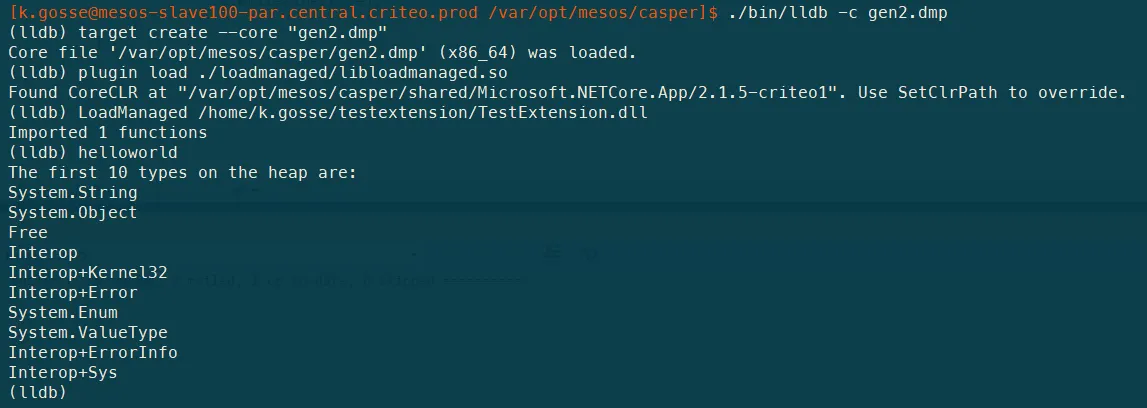 [k.gosse@mesos-slave100-par.central.criteo.prod /var/opt/mesos/casper]$ ./bin/lldb -c gen2.dmp
(lldb) target create --core "gen2.dmp"
Core file '/var/opt/mesos/casper/gen2.dmp' (x86_64) was loaded.
(lldb) plugin load ./loadmanaged/libloadmanaged.so
Found CoreCLR at "/var/opt/mesos/casper/shared/Microsoft.NETCore.App/2.1.5-criteo1". Use SetClrPath to override.
(lldb) LoadManaged /home/k.gosse/testextension/TestExtension.dll
Imported 1 functions
(lldb) helloworld
The first 10 types on the heap are:
System.String
System.Object
Free
Interop
Interop+Kernel32
Interop+Error
System.Enum
System.ValueType
Interop+ErrorInfo
Interop+Sys
(lldb)